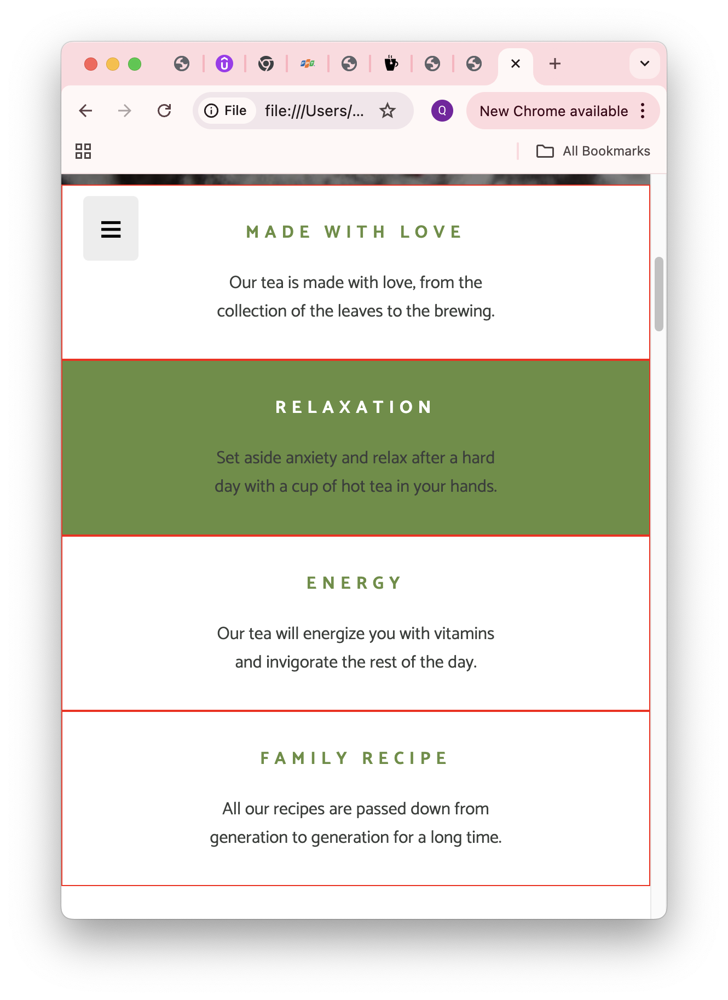 FPT
File
file:///Users/...
Q
New Chrome available
All Bookmarks
MADE WITH LOVE
Our tea is made with love, from the
collection of the leaves to the brewing.
RELAXATION
Set aside anxiety and relax after a hard
day with a cup of hot tea in your hands.
ENERGY
Our tea will energize you with vitamins
and invigorate the rest of the day.
FAMILY RECIPE
All our recipes are passed down from
generation to generation for a long time.